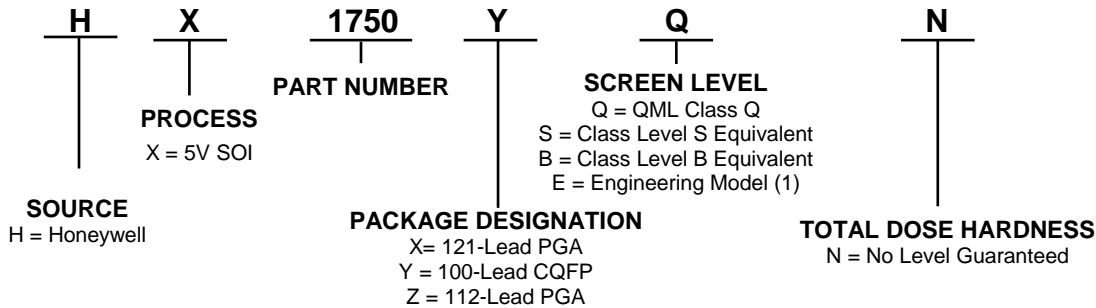 H X 1750 Y Q N
PART NUMBER
SCREEN LEVEL
Q = QML Class Q
S = Class Level S Equivalent
B = Class Level B Equivalent
E = Engineering Model (1)
PROCESS
X = 5V SOI
SOURCE
H = Honeywell
PACKAGE DESIGNATION
X= 121-Lead PGA
Y = 100-Lead CQFP
Z = 112-Lead PGA
TOTAL DOSE HARDNESS
N = No Level Guaranteed